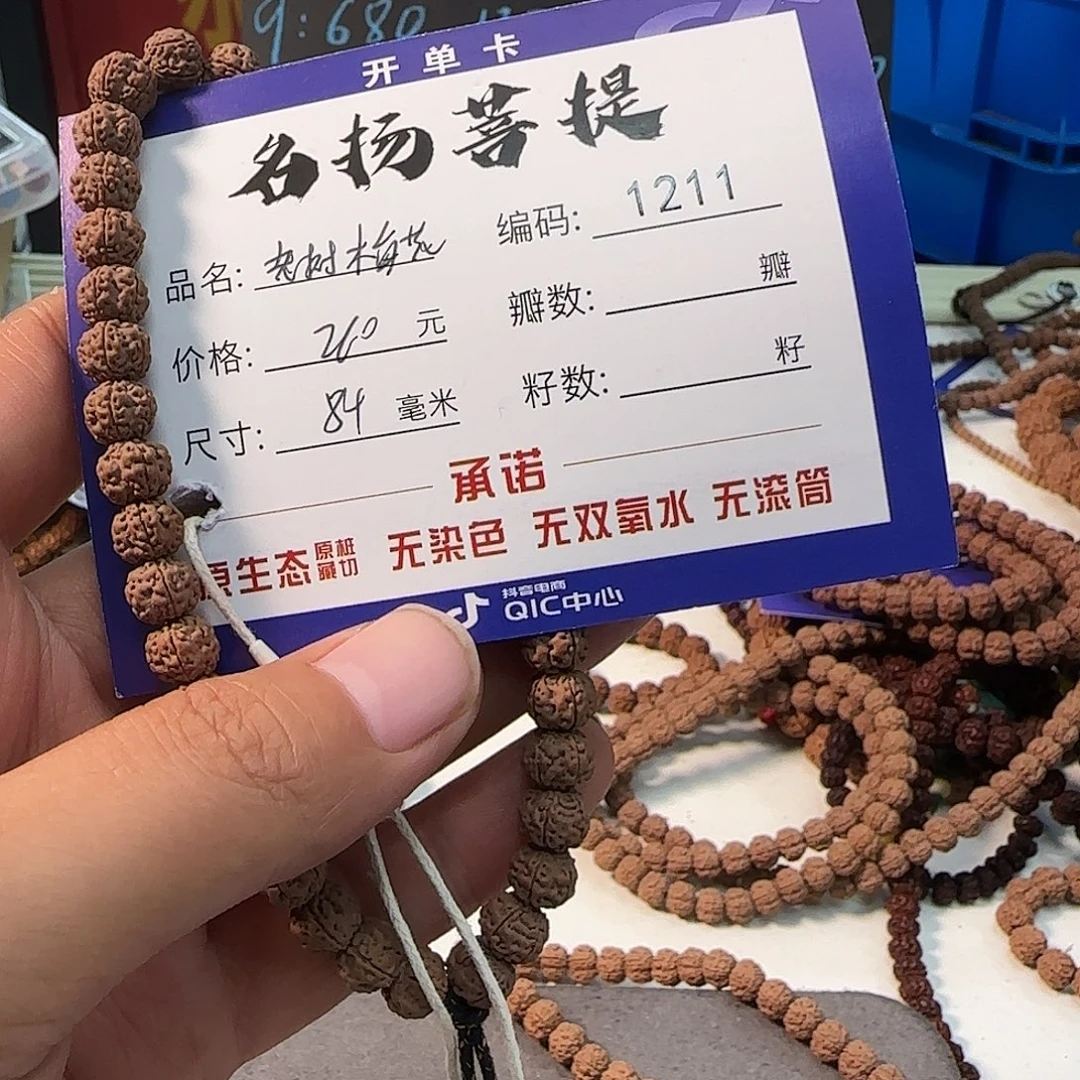 9:680
开单卡
名扬菩提
品名: 老树梅花 编码: 1211
价格: 260 元 瓣数: 瓣
尺寸: 84 毫米 籽数: 籽
承诺
原生态 原桩藏切 无染色 无双氧水 无滚筒
抖音电商
QIC中心